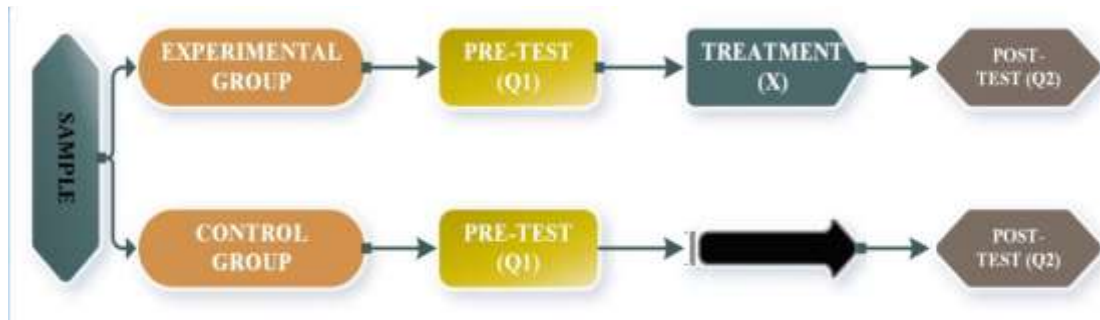 SAMPLE
EXPERIMENTAL
GROUP
PRE-TEST
(Q1)
TREATMENT
(X)
POST-
TEST (Q2)
CONTROL
GROUP
PRE-TEST
(Q1)
POST-
TEST (Q2)